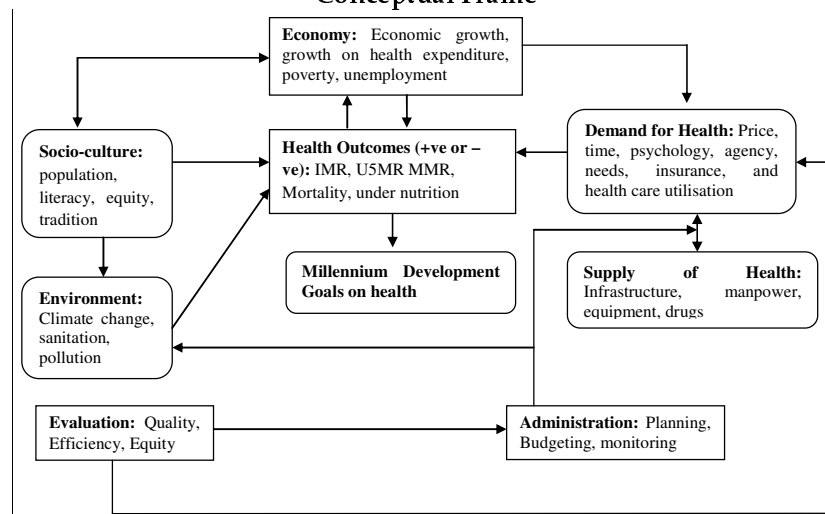 Conceptual Frame
Economy: Economic growth,
growth on health expenditure,
poverty, unemployment
Socio-culture:
population,
literacy, equity,
tradition
Health Outcomes (+ve or –
ve): IMR, U5MR MMR,
Mortality, under nutrition
Demand for Health: Price,
time, psychology, agency,
needs, insurance, and
health care utilisation
Environment:
Climate change,
sanitation,
pollution
Millennium Development
Goals on health
Supply of Health:
Infrastructure, manpower,
equipment, drugs
Evaluation: Quality,
Efficiency, Equity
Administration: Planning,
Budgeting, monitoring